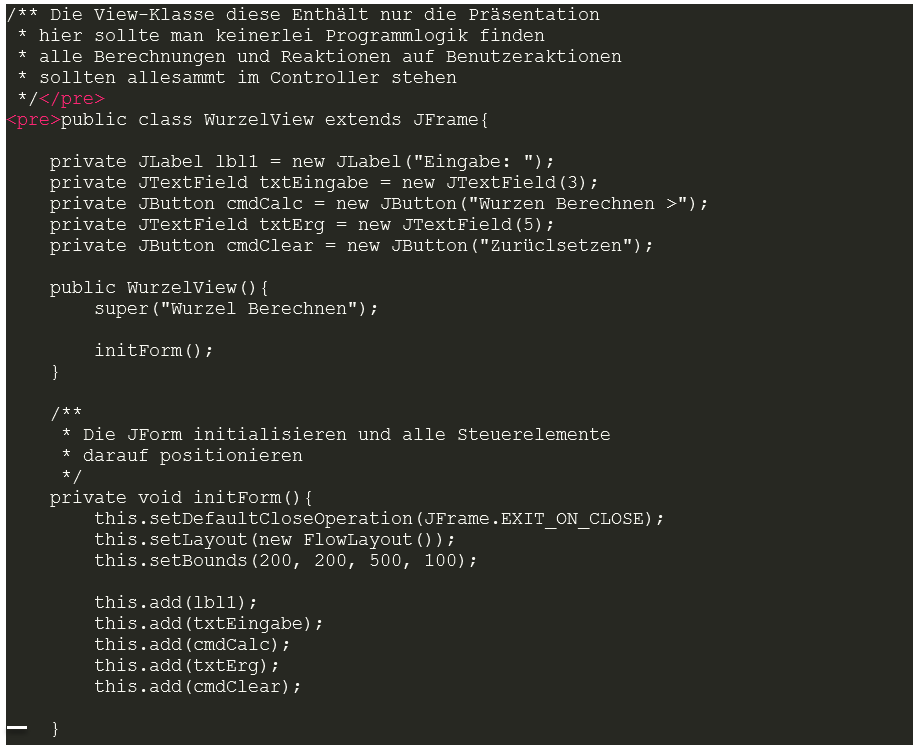 /** Die View-Klasse diese Enthält nur die Präsentation
 * hier sollte man keinerlei Programmlogik finden
 * alle Berechnungen und Reaktionen auf Benutzeraktionen
 * sollten allesammt im Controller stehen
 */</pre>
<pre>public class WurzelView extends JFrame{

    private JLabel lbl1 = new JLabel("Eingabe: ");
    private JTextField txtEingabe = new JTextField(3);
    private JButton cmdCalc = new JButton("Wurzen Berechnen >");
    private JTextField txtErg = new JTextField(5);
    private JButton cmdClear = new JButton("Zurüclsetzen");

    public WurzelView(){
        super("Wurzel Berechnen");

        initForm();
    }

    /**
     * Die JForm initialisieren und alle Steuerelemente
     * darauf positionieren
     */
    private void initForm(){
        this.setDefaultCloseOperation(JFrame.EXIT_ON_CLOSE);
        this.setLayout(new FlowLayout());
        this.setBounds(200, 200, 500, 100);

        this.add(lbl1);
        this.add(txtEingabe);
        this.add(cmdCalc);
        this.add(txtErg);
        this.add(cmdClear);

    }